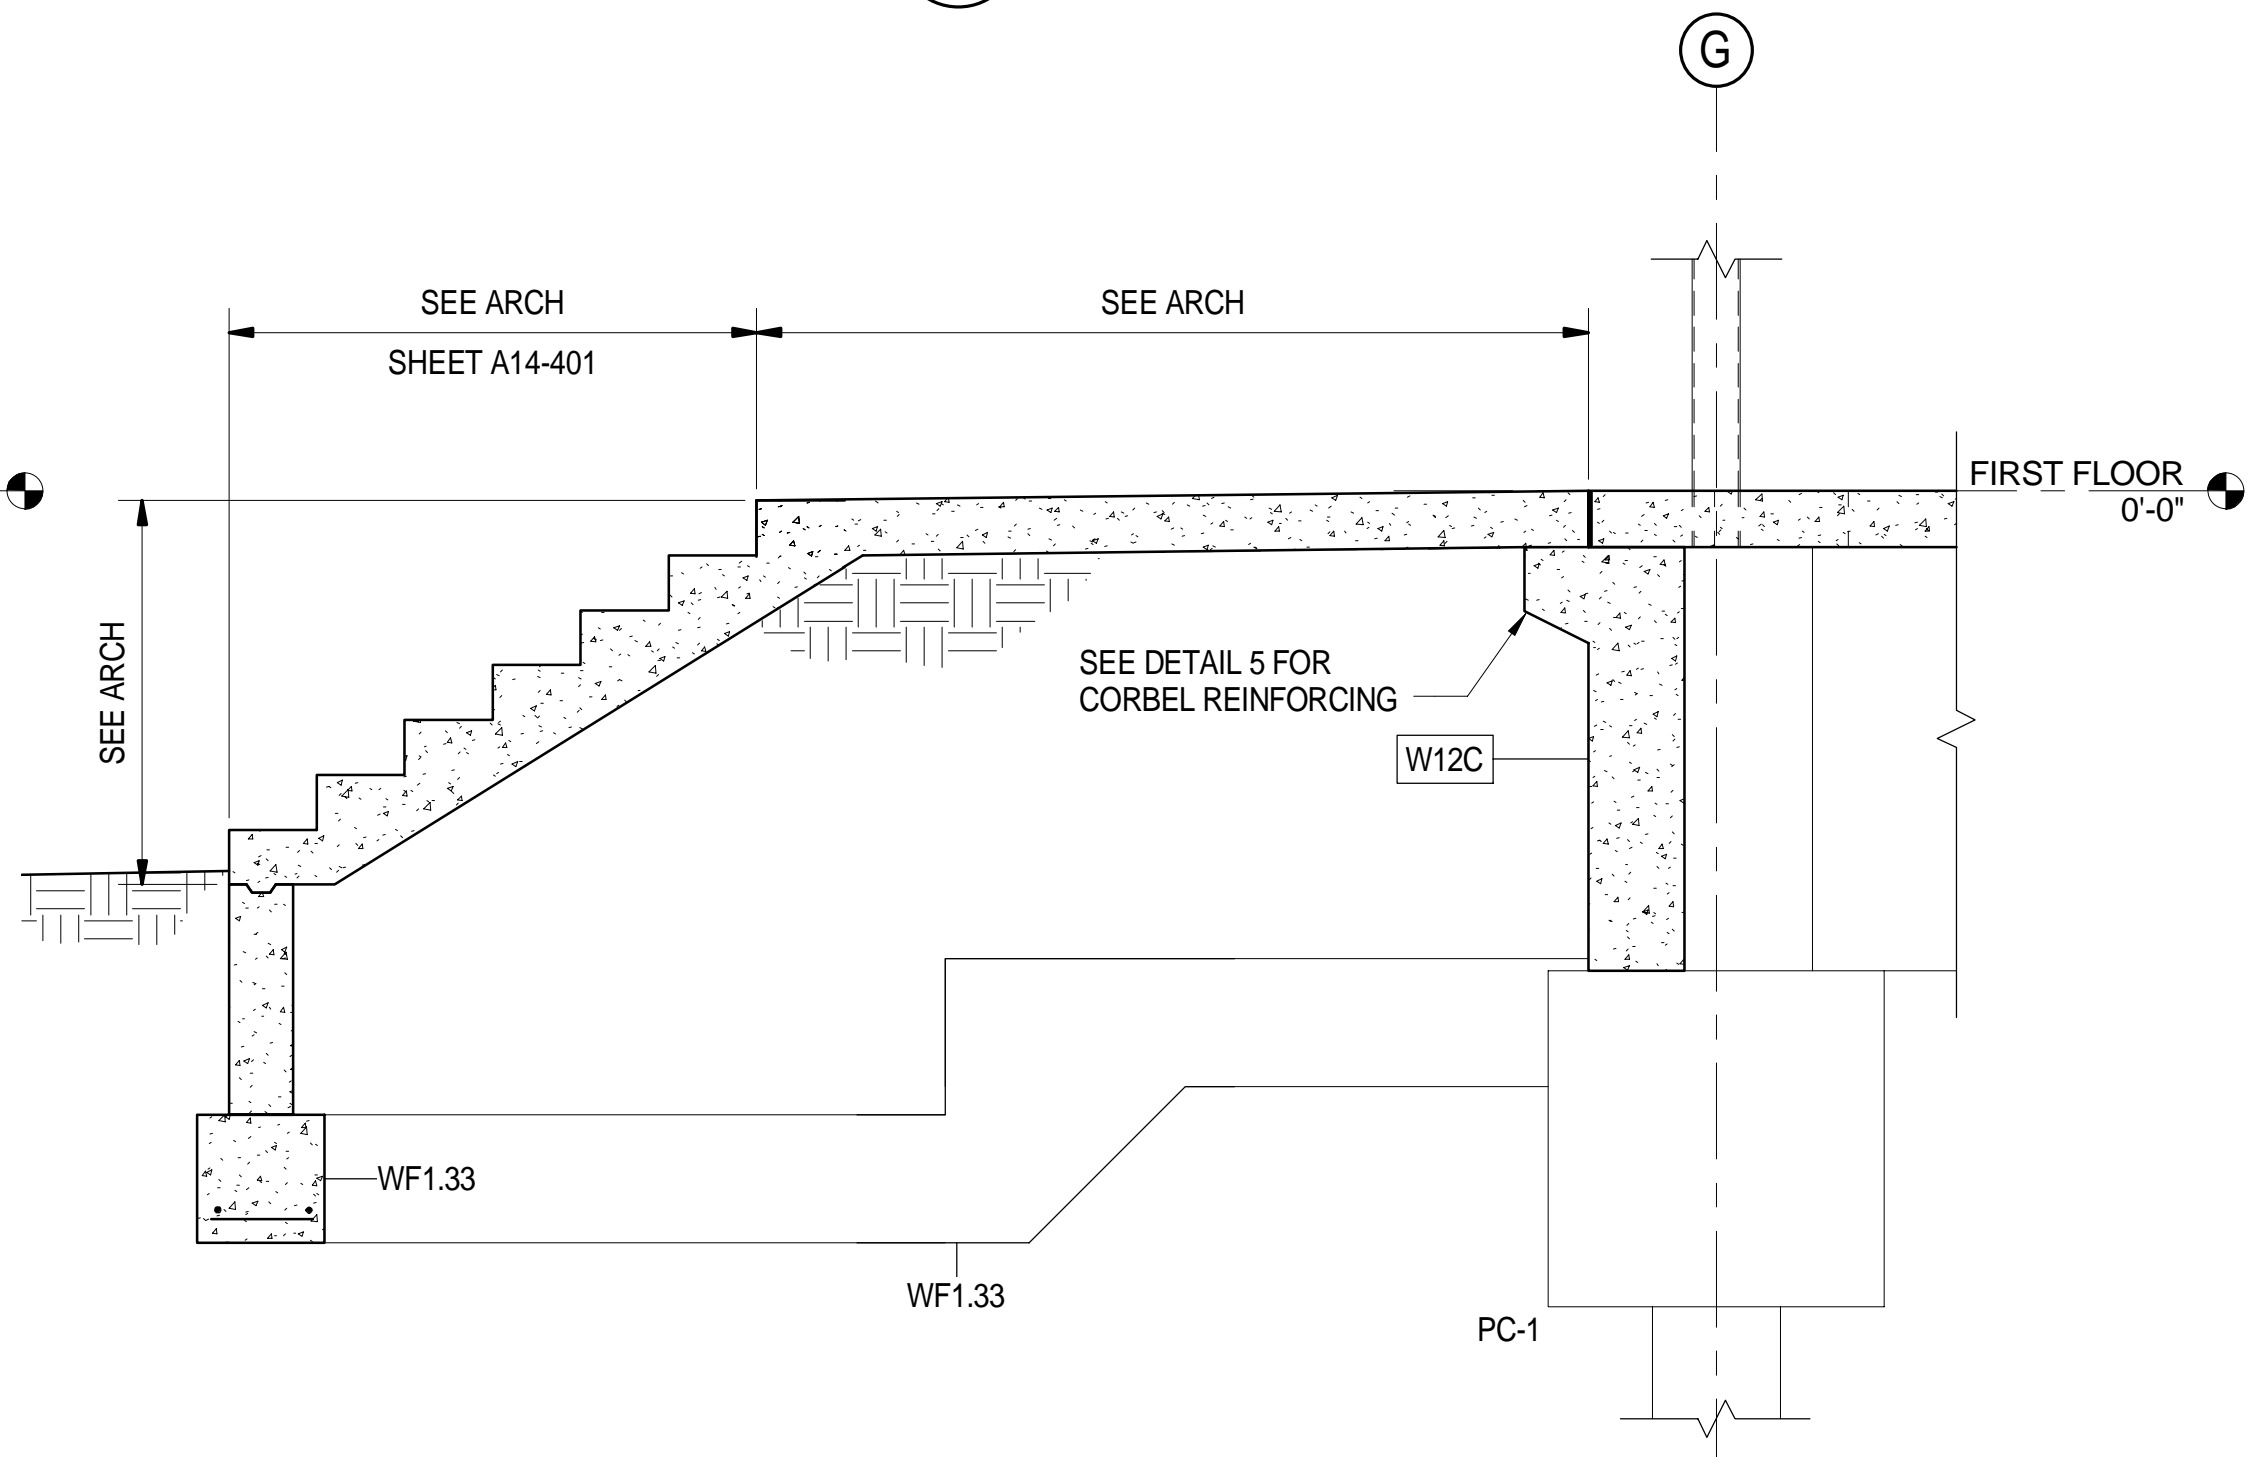 G
SEE ARCH
SHEET A14-401
SEE ARCH
FIRST FLOOR
0'-0"
SEE ARCH
SEE DETAIL 5 FOR
CORBEL REINFORCING
W12C
WF1.33
WF1.33
PC-1